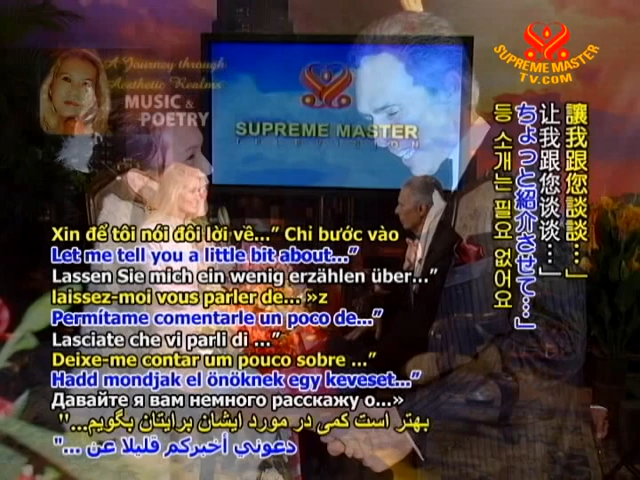 A Journey through
Aesthetic Realms
MUSIC &
POETRY
SUPREME MASTER
TELEVISION
SUPREME MASTER
TV.COM
讓我跟您談談…」
让我跟您谈谈…」
ちょっと紹介させて…」
등 소개는 필요 없어요
Xin để tôi nói đôi lời về...” Chỉ bước vào
Let me tell you a little bit about...”
Lassen Sie mich ein wenig erzählen über...”
laissez-moi vous parler de... »z
Permítame comentarle un poco de...”
Lasciate che vi parli di ...”
Deixe-me contar um pouco sobre ...”
Hadd mondjak el önöknek egy keveset...”
Давайте я вам немного расскажу о...»
بهتر است کمی در مورد ایشان برایتان بگویم..."
دعوني أخبركم قليلا عن ..."